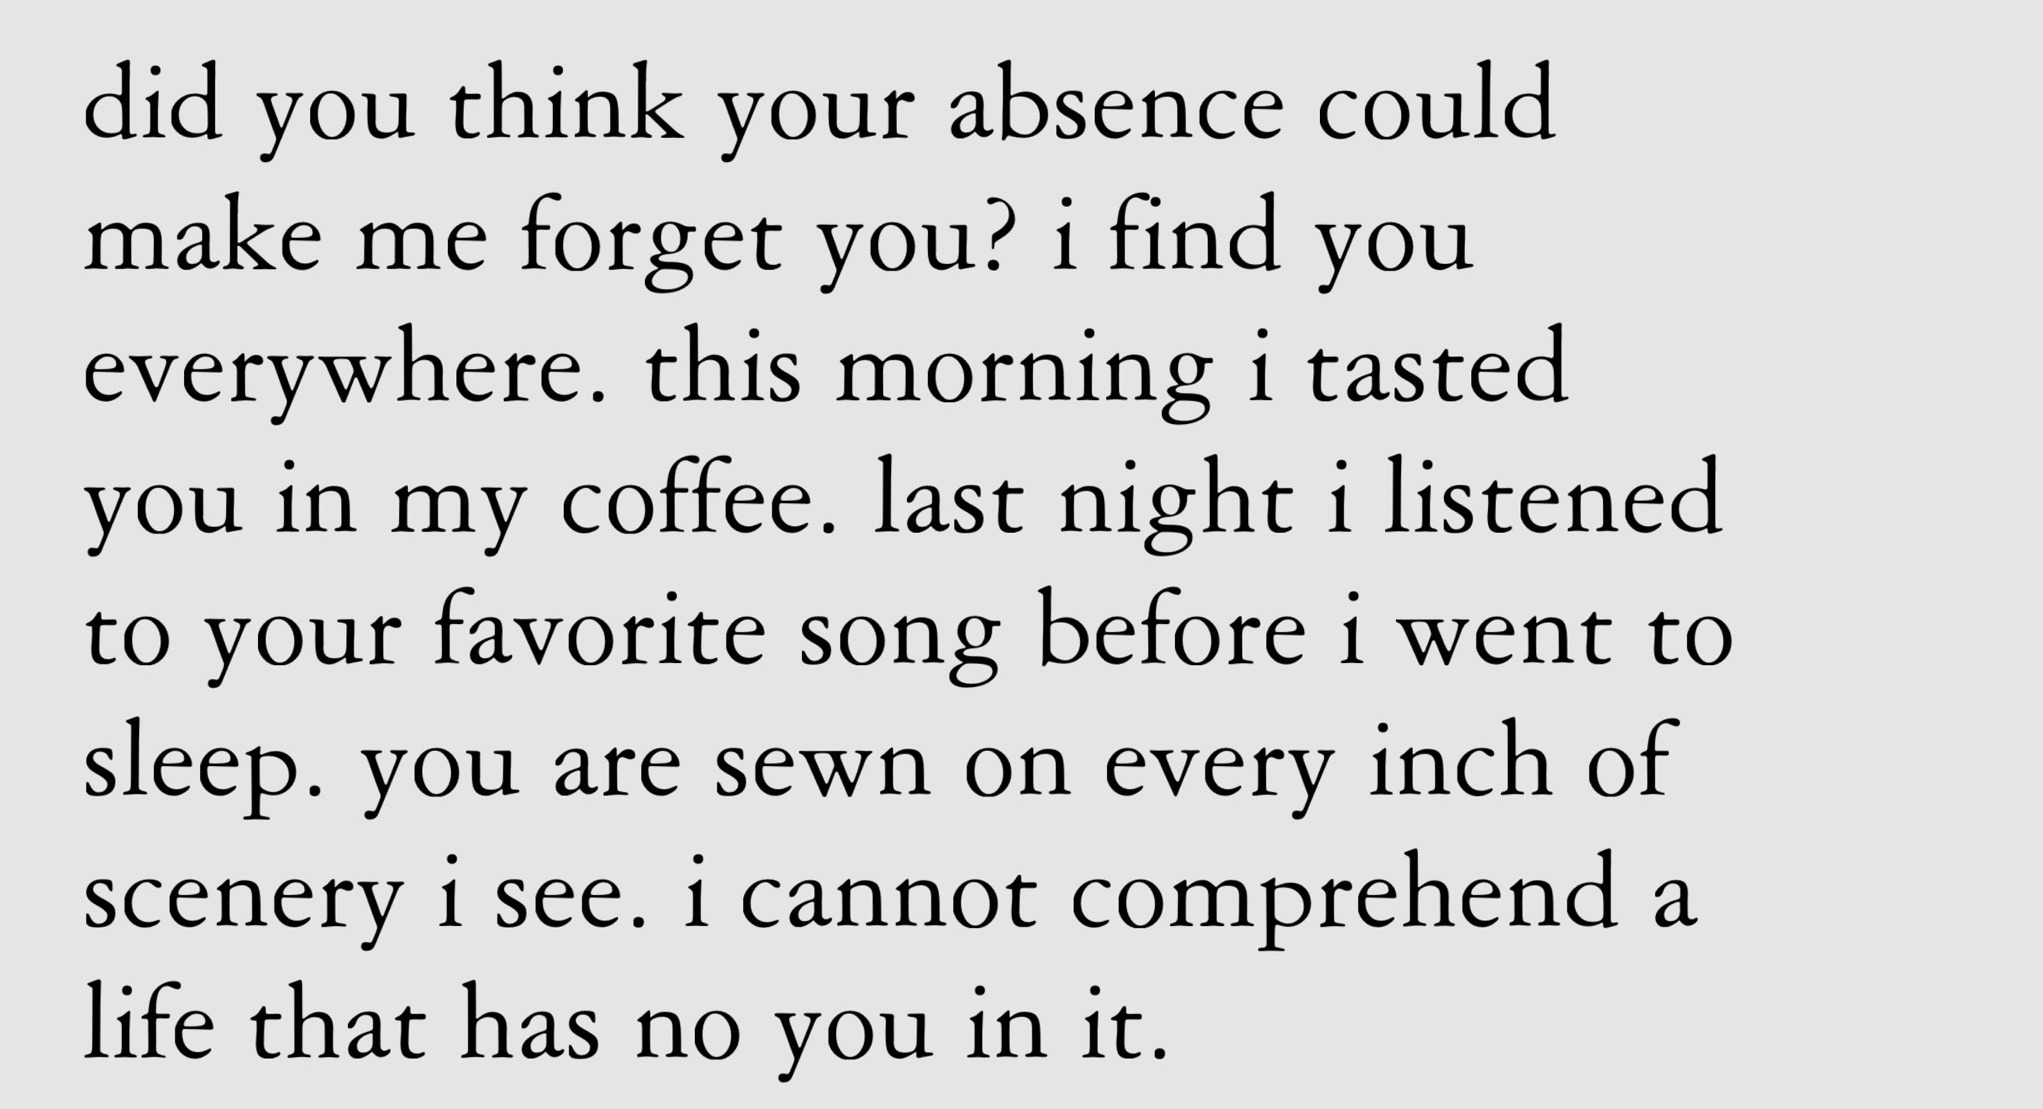 did you think your absence could
make me forget you? i find you
everywhere. this morning i tasted
you in my coffee. last night i listened
to your favorite song before i went to
sleep. you are sewn on every inch of
scenery i see. i cannot comprehend a
life that has no you in it.